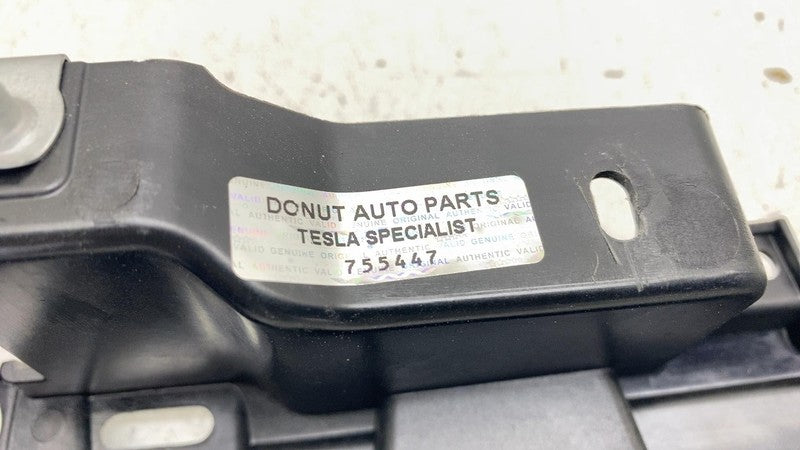 DONUT AUTO PARTS
TESLA SPECIALIST
755447